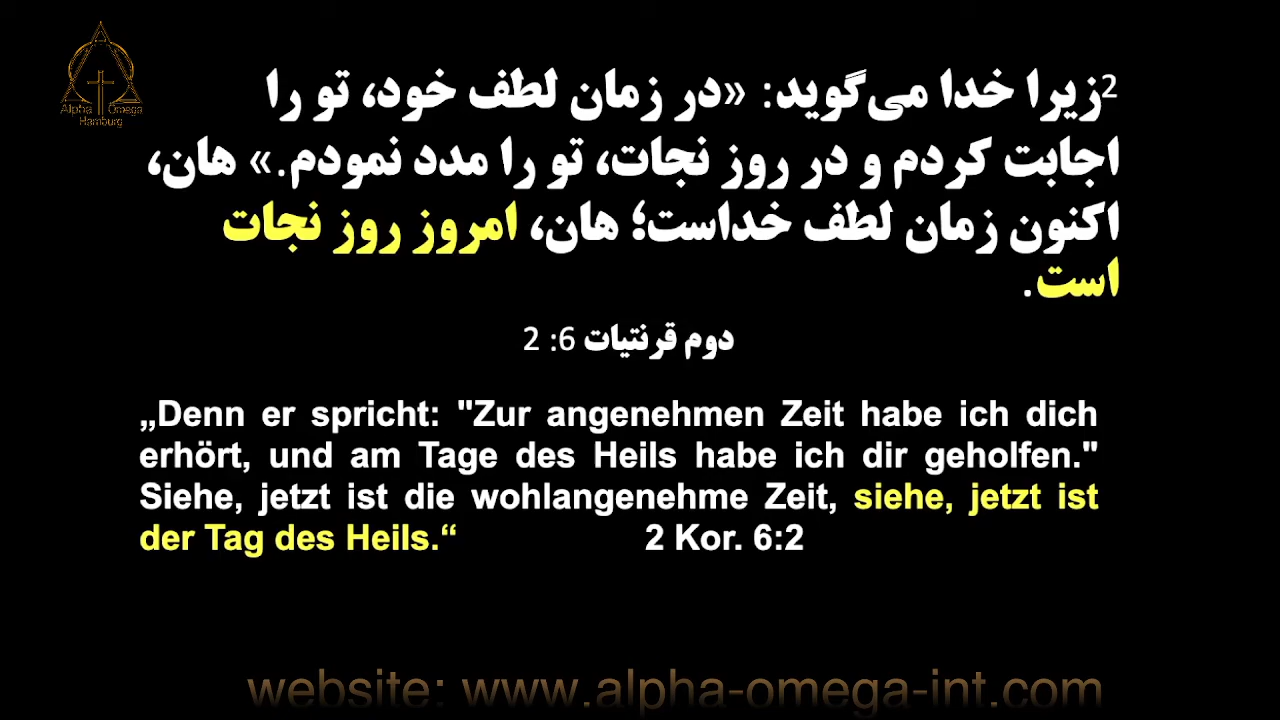 Alpha Omega
Hamburg
2زیرا خدا می‌گوید: «در زمان لطف خود، تو را
اجابت کردم و در روز نجات، تو را مدد نمودم.» هان،
اکنون زمان لطف خداست؛ هان، امروز روز نجات
است.
دوم قرنتیات 6: 2
„Denn er spricht: "Zur angenehmen Zeit habe ich dich
erhört, und am Tage des Heils habe ich dir geholfen."
Siehe, jetzt ist die wohlangenehme Zeit, siehe, jetzt ist
der Tag des Heils.“ 2 Kor. 6:2
website: www.alpha-omega-int.com